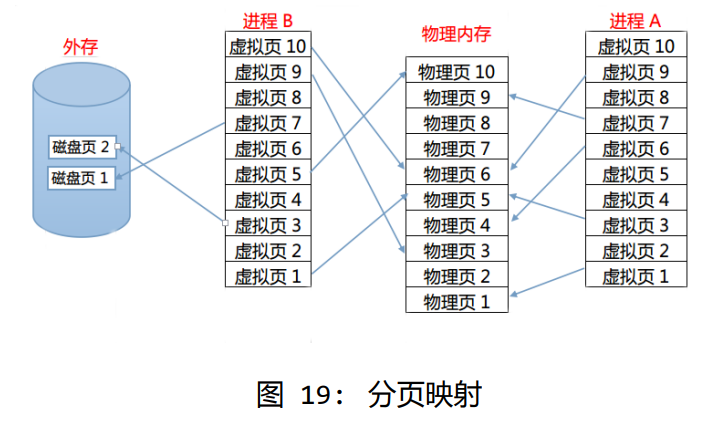 外存
磁盘页 2
磁盘页 1
进程 B
虚拟页 10
虚拟页 9
虚拟页 8
虚拟页 7
虚拟页 6
虚拟页 5
虚拟页 4
虚拟页 3
虚拟页 2
虚拟页 1
物理内存
物理页 10
物理页 9
物理页 8
物理页 7
物理页 6
物理页 5
物理页 4
物理页 3
物理页 2
物理页 1
进程 A
虚拟页 10
虚拟页 9
虚拟页 8
虚拟页 7
虚拟页 6
虚拟页 5
虚拟页 4
虚拟页 3
虚拟页 2
虚拟页 1
图 19: 分页映射